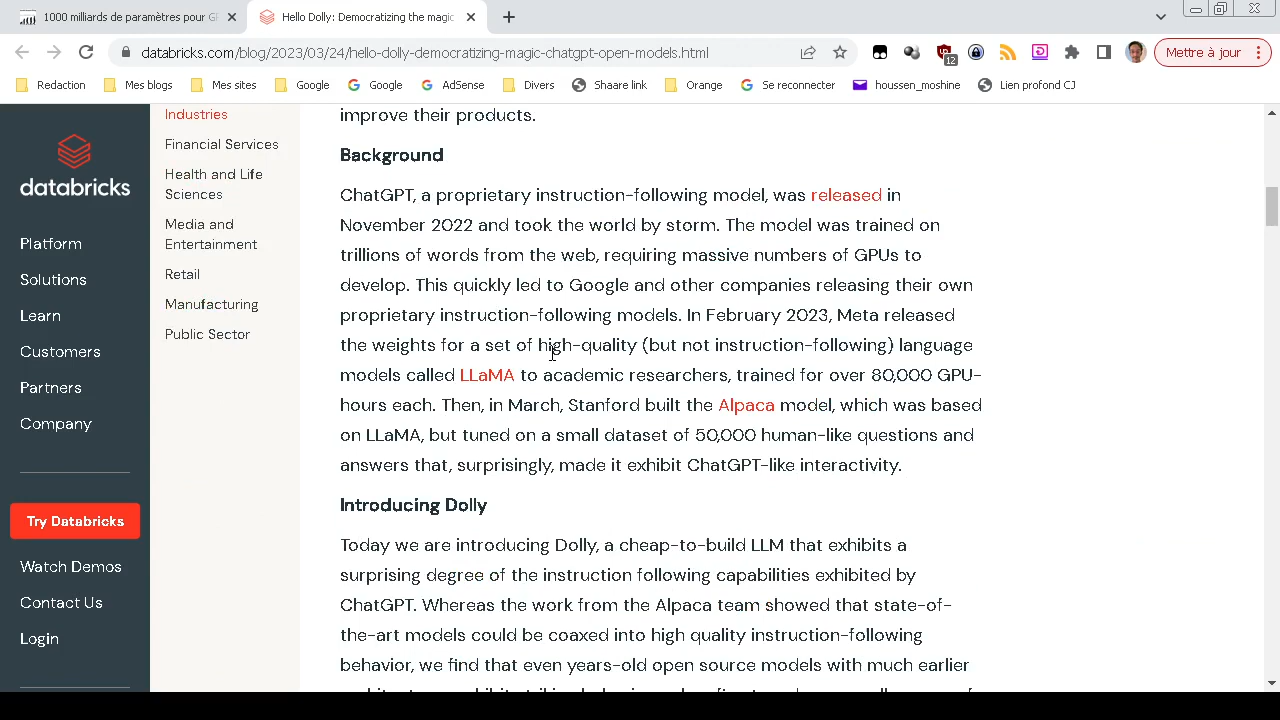 1000 milliards de paramètres pour GP
Hello Dolly: Democratizing the magic
databricks.com/blog/2023/03/24/hello-dolly-democratizing-magic-chatgpt-open-models.html
12
Mettre à jour
Redaction
Mes blogs
Mes sites
Google
Google
AdSense
Divers
Shaare link
Orange
Se reconnecter
houssen_moshine
Lien profond CJ
databricks
Platform
Solutions
Learn
Customers
Partners
Company
Try Databricks
Watch Demos
Contact Us
Login
Industries
Financial Services
Health and Life
Sciences
Media and
Entertainment
Retail
Manufacturing
Public Sector
improve their products.
Background
ChatGPT, a proprietary instruction-following model, was released in
November 2022 and took the world by storm. The model was trained on
trillions of words from the web, requiring massive numbers of GPUs to
develop. This quickly led to Google and other companies releasing their own
proprietary instruction-following models. In February 2023, Meta released
the weights for a set of high-quality (but not instruction-following) language
models called LLaMA to academic researchers, trained for over 80,000 GPU-
hours each. Then, in March, Stanford built the Alpaca model, which was based
on LLaMA, but tuned on a small dataset of 50,000 human-like questions and
answers that, surprisingly, made it exhibit ChatGPT-like interactivity.
Introducing Dolly
Today we are introducing Dolly, a cheap-to-build LLM that exhibits a
surprising degree of the instruction following capabilities exhibited by
ChatGPT. Whereas the work from the Alpaca team showed that state-of-
the-art models could be coaxed into high quality instruction-following
behavior, we find that even years-old open source models with much earlier